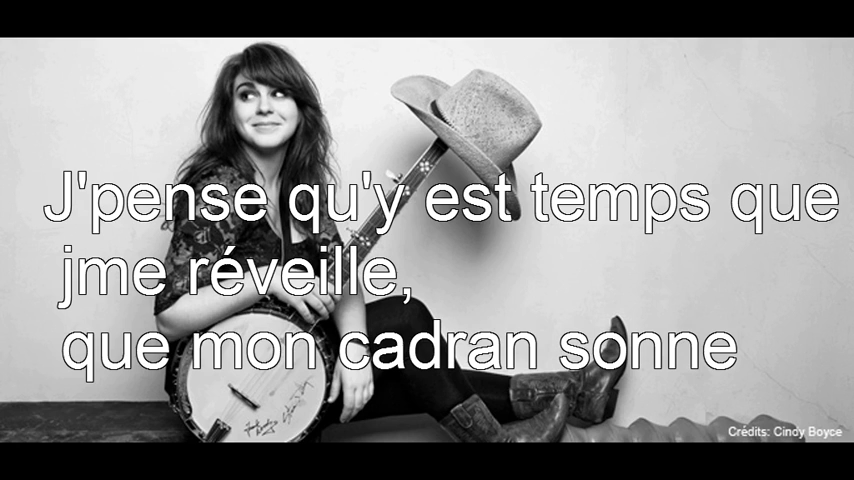 J'pense qu'y est temps que
jme réveille,
que mon cadran sonne
Crédits: Cindy Boyce